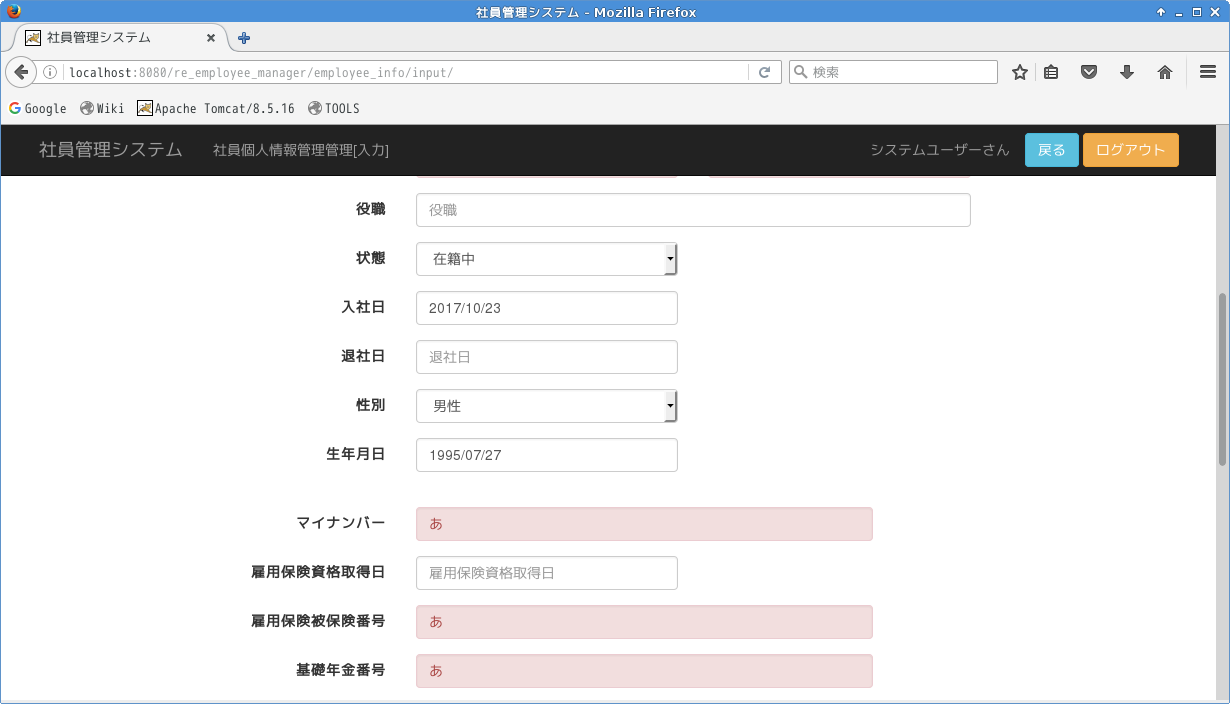 社員管理システム - Mozilla Firefox
社員管理システム
localhost:8080/re_employee_manager/employee_info/input/
検索
Google Wiki Apache Tomcat/8.5.16 TOOLS
社員管理システム 社員個人情報管理管理[入力] システムユーザーさん 戻る ログアウト
役職 役職
状態 在籍中
入社日 2017/10/23
退社日 退社日
性別 男性
生年月日 1995/07/27
マイナンバー あ
雇用保険資格取得日 雇用保険資格取得日
雇用保険被保険番号 あ
基礎年金番号 あ